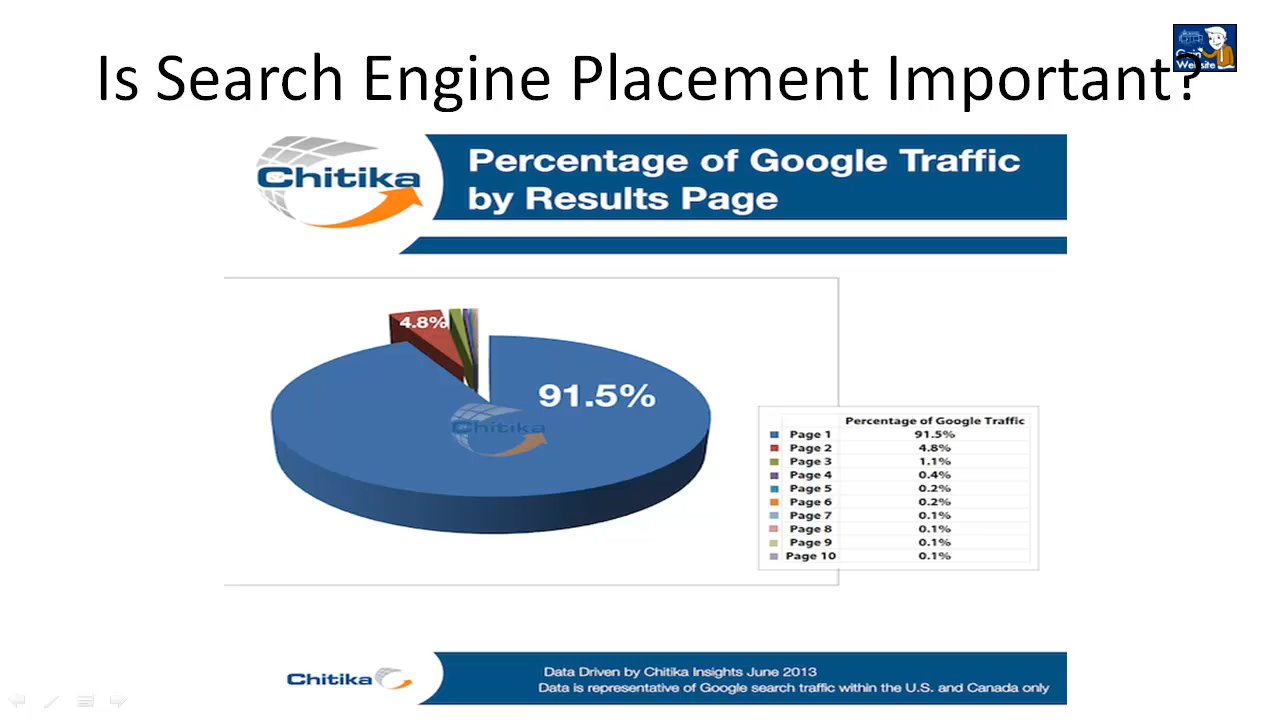 Is Search Engine Placement Important?
Website
Chitika
Percentage of Google Traffic
by Results Page
4.8%
91.5%
Chitika
Percentage of Google Traffic
Page 1 91.5%
Page 2 4.8%
Page 3 1.1%
Page 4 0.4%
Page 5 0.2%
Page 6 0.2%
Page 7 0.1%
Page 8 0.1%
Page 9 0.1%
Page 10 0.1%
Chitika
Data Driven by Chitika Insights June 2013
Data is representative of Google search traffic within the U.S. and Canada only